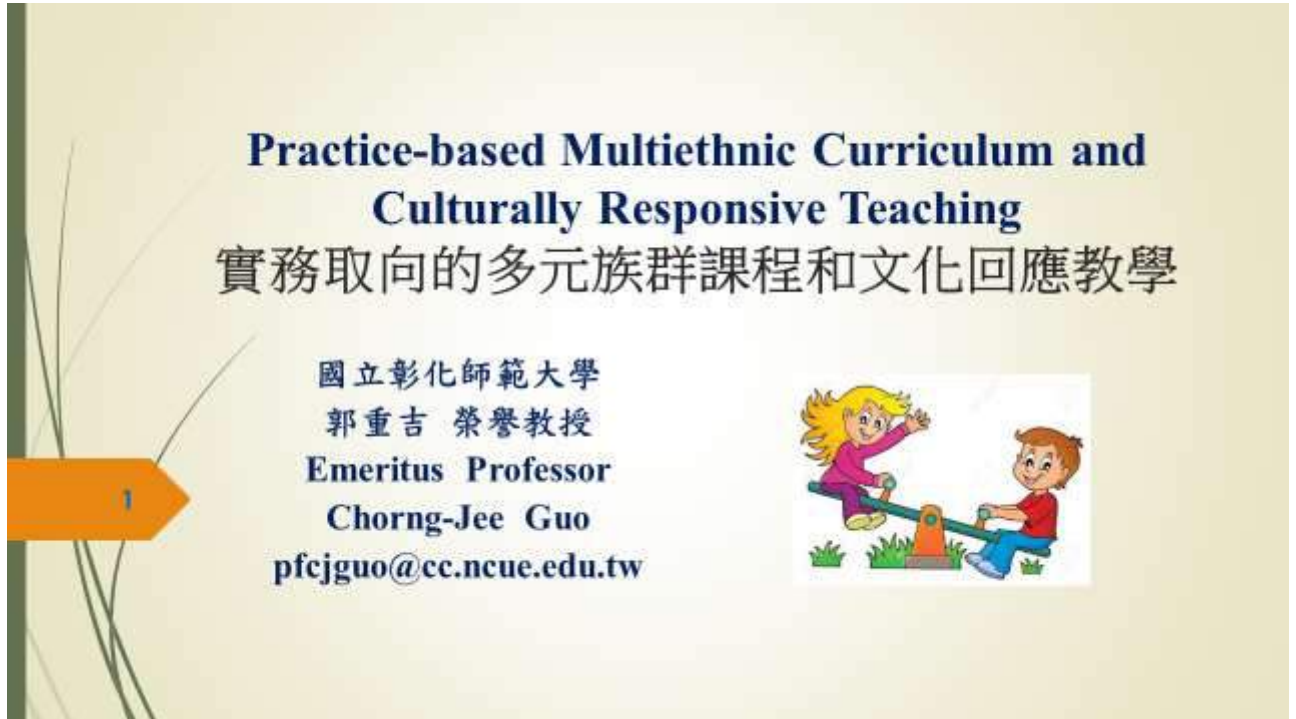 Practice-based Multiethnic Curriculum and
Culturally Responsive Teaching
實務取向的多元族群課程和文化回應教學
國立彰化師範大學
郭重吉 榮譽教授
Emeritus Professor
Chorng-Jee Guo
pfcjguo@cc.ncue.edu.tw
1